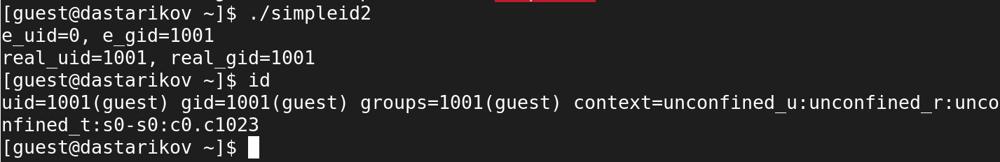 [guest@dastarikov ~]$ ./simpleid2
e_uid=0, e_gid=1001
real_uid=1001, real_gid=1001
[guest@dastarikov ~]$ id
uid=1001(guest) gid=1001(guest) groups=1001(guest) context=unconfined_u:unconfined_r:unco
nfined_t:s0-s0:c0.c1023
[guest@dastarikov ~]$